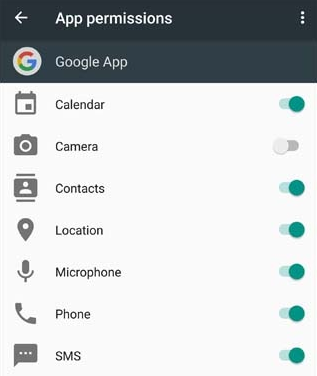 App permissions
Google App
Calendar
Camera
Contacts
Location
Microphone
Phone
SMS